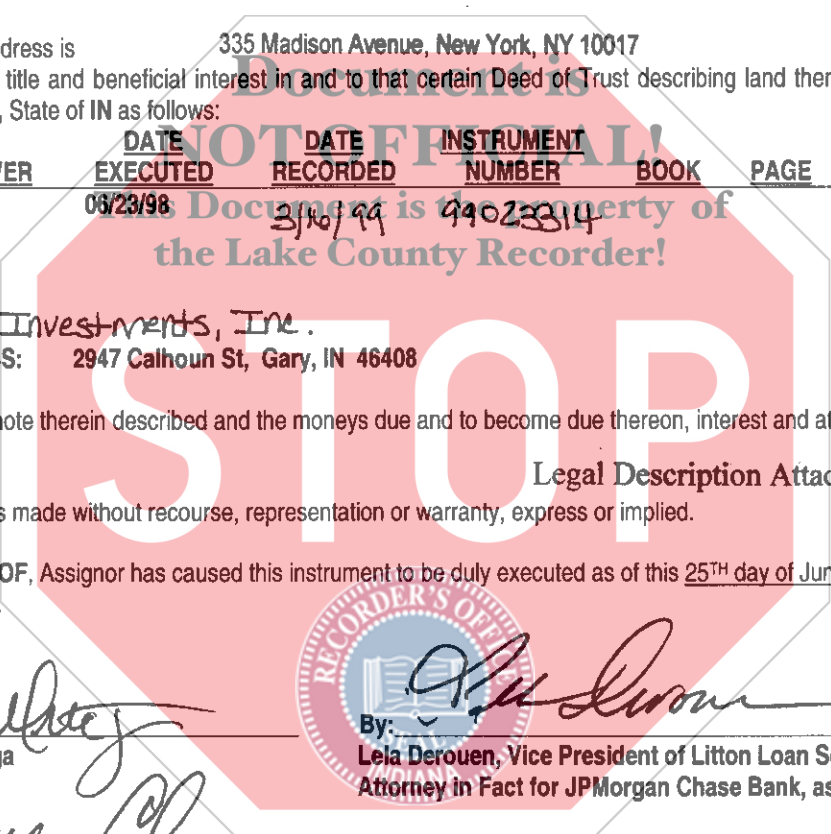 dress is 335 Madison Avenue, New York, NY 10017
Document is
title and beneficial interest in and to that certain Deed of Trust describing land ther
, State of IN as follows:
NOT OFFICIAL!
DATE DATE INSTRUMENT
ER EXECUTED RECORDED NUMBER BOOK PAGE
This Document is the property of
the Lake County Recorder!
08/23/98 3/16/99 99023314
Investments, Inc.
S: 2947 Calhoun St, Gary, IN 46408
STOP
note therein described and the moneys due and to become due thereon, interest and at
Legal Description Attac
s made without recourse, representation or warranty, express or implied.
OF, Assignor has caused this instrument to be duly executed as of this 25TH day of Jun
RECORDER'S OFFICE
SEAL
INDIANA
By:
ga
Lela Derouen, Vice President of Litton Loan S
Attorney in Fact for JPMorgan Chase Bank, as